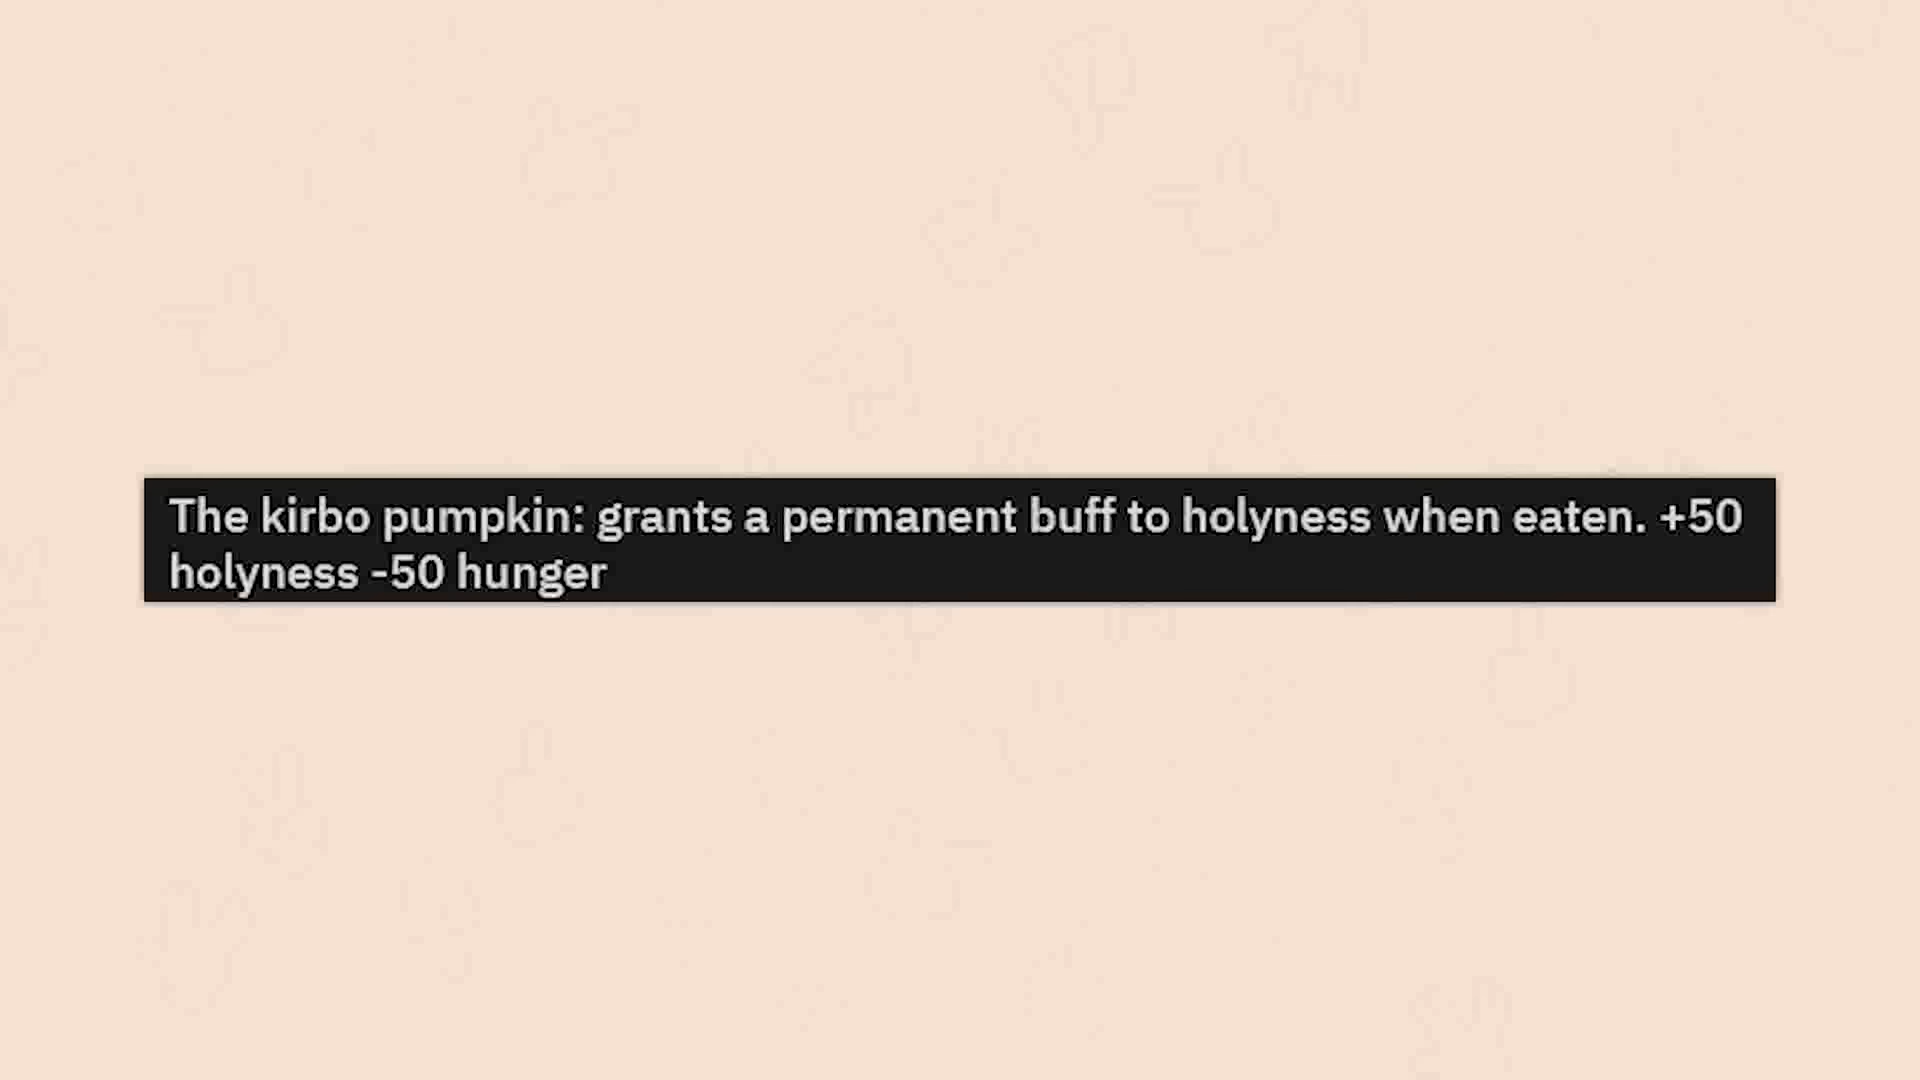 The kirbo pumpkin: grants a permanent buff to holyness when eaten. +50
holyness -50 hunger